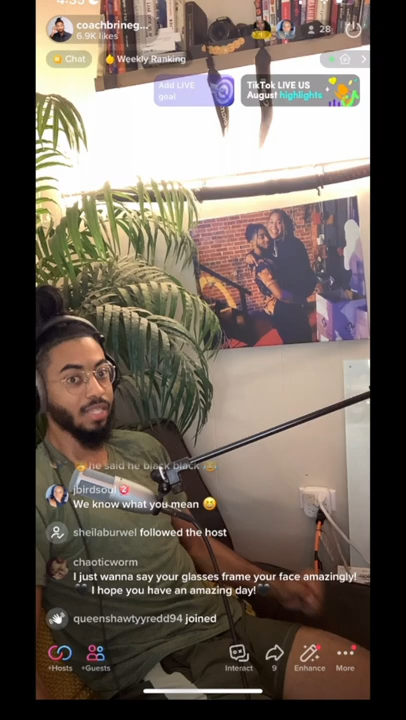 coachbrineg...
6.9K likes
28
Chat
Weekly Ranking
Add LIVE
goal
TikTok LIVE US
August highlights
he said he black black
jbirdsoul
We know what you mean
sheilaburwel followed the host
chaoticworm
I just wanna say your glasses frame your face amazingly!
I hope you have an amazing day!
queenshawtyyredd94 joined
+Hosts
+Guests
Interact
9
Enhance
More